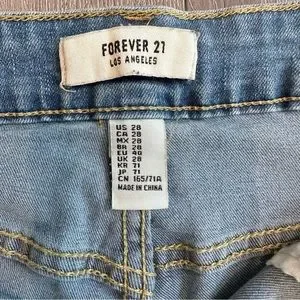 FOREVER 21
LOS ANGELES
US 28
CA 28
MX 28
BR 28
EU 40
UK 28
KR 71
JP 71
CN 165/71A
MADE IN CHINA